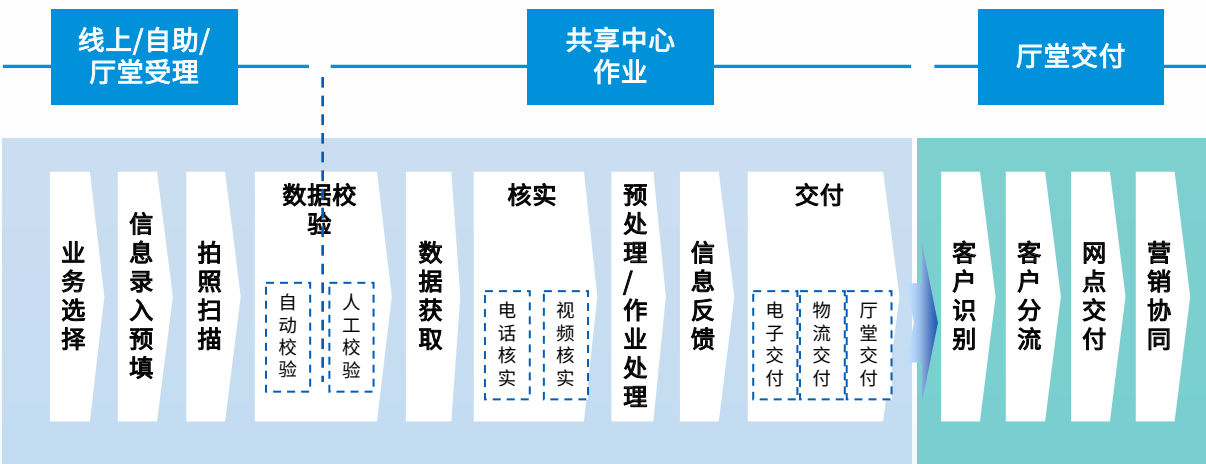 线上/自助/
厅堂受理
共享中心
作业
厅堂交付
业务选择
信息录入预填
拍照扫描
数据校
验
自动校验
人工校验
数据获取
核实
电话核实
视频核实
预处理/作业处理
信息反馈
交付
电子交付
物流交付
厅堂交付
客户识别
客户分流
网点交付
营销协同